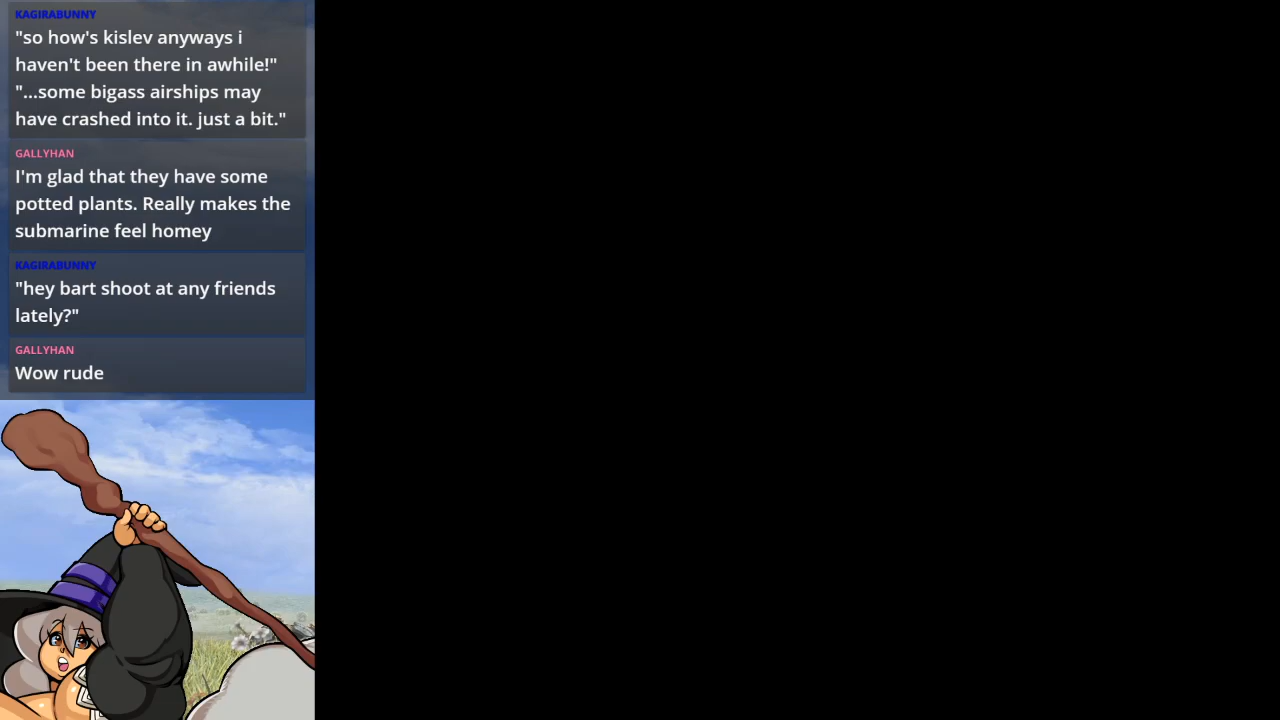 KAGIRABUNNY
"so how's kislev anyways i
haven't been there in awhile!"
"...some bigass airships may
have crashed into it. just a bit."
GALLYHAN
I'm glad that they have some
potted plants. Really makes the
submarine feel homey
KAGIRABUNNY
"hey bart shoot at any friends
lately?"
GALLYHAN
Wow rude